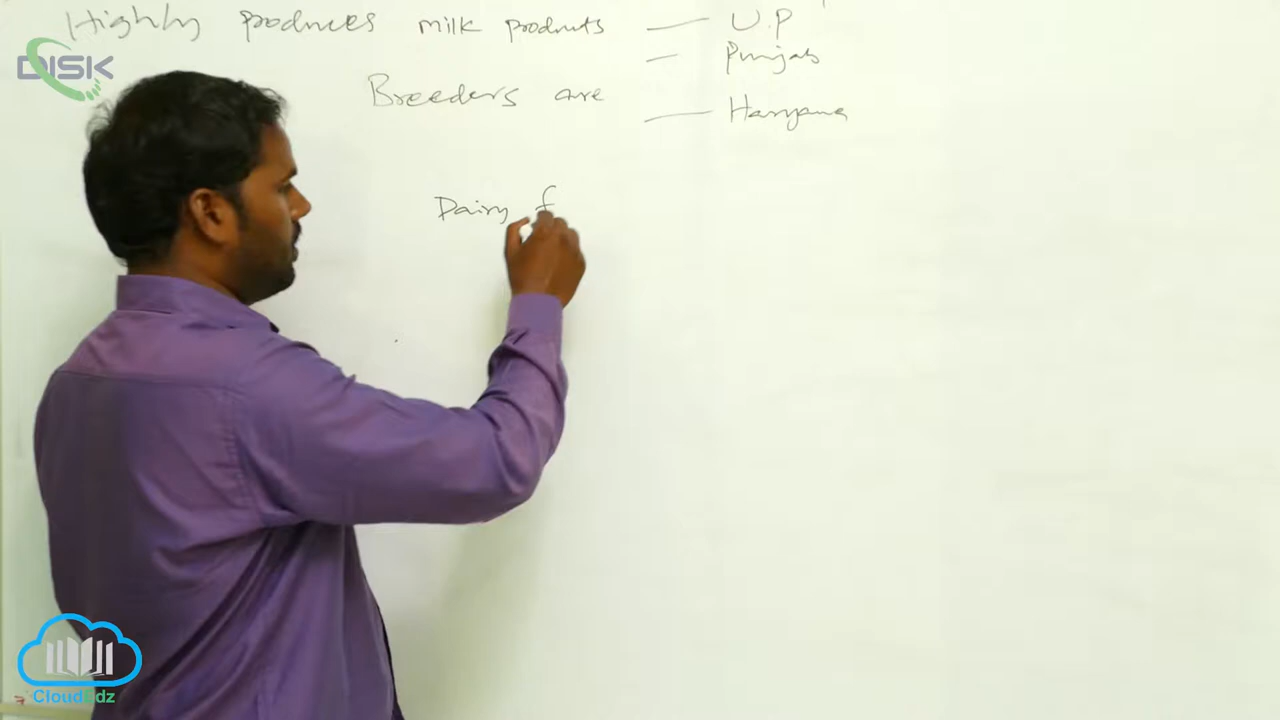 Highly produces milk products — U.P
DISK
— Punjab
Breeders are
— Haryana
Dairy f
CloudEdz